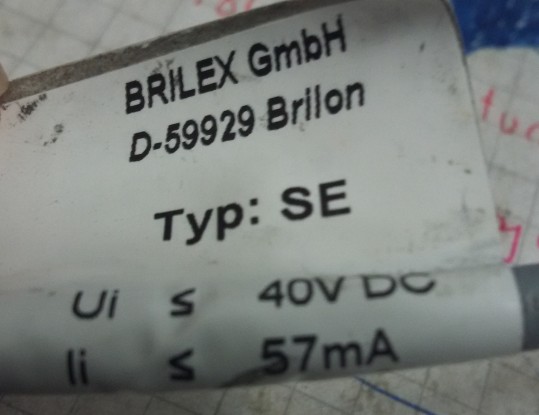 BRILEX GmbH
D-59929 Brilon
Typ: SE
Ui ≤ 40V DC
Ii ≤ 57mA